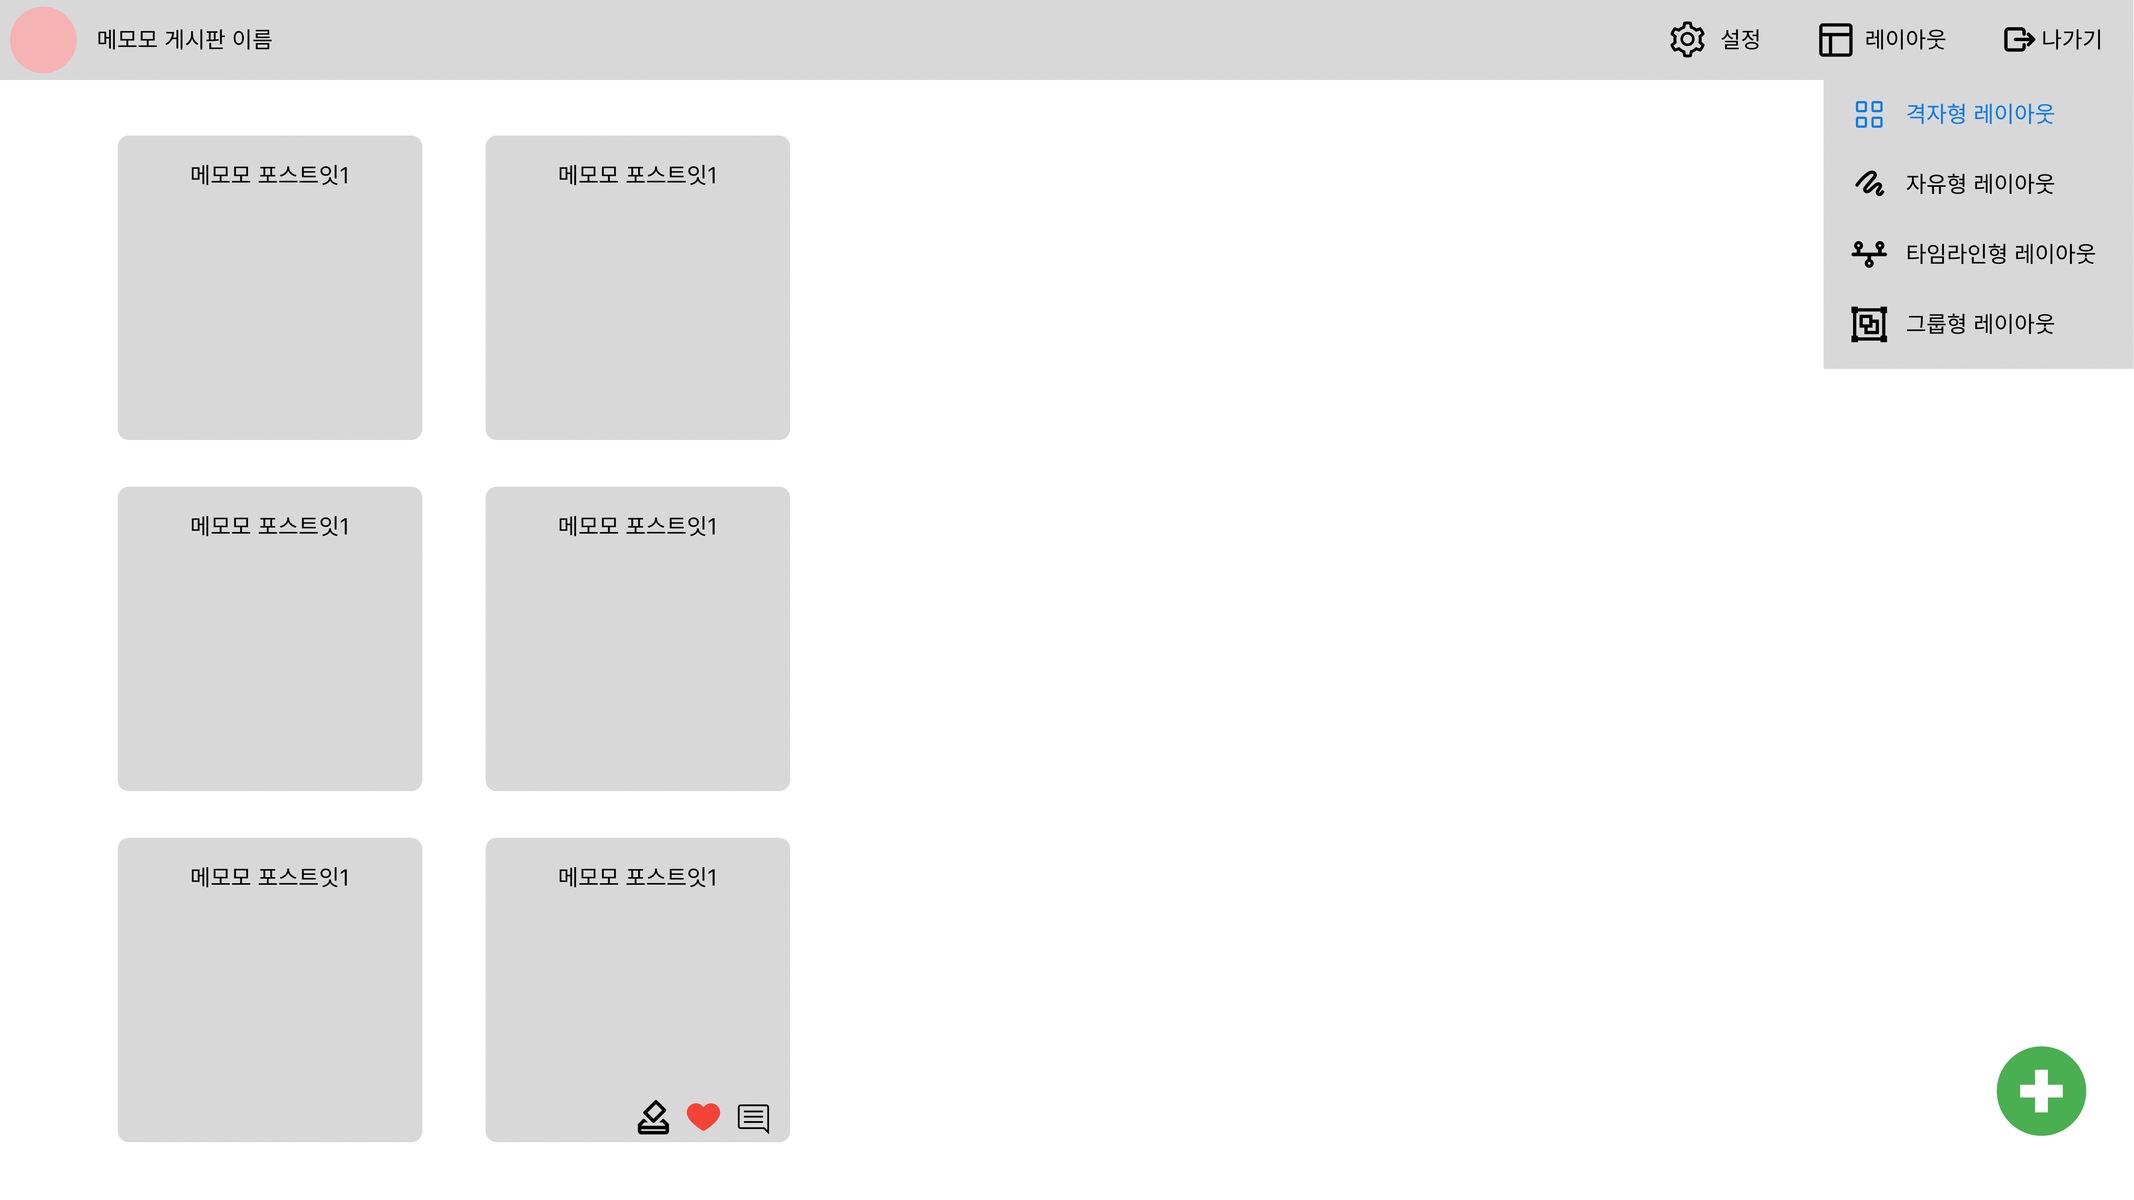 메모모 게시판 이름
설정
레이아웃
나가기
격자형 레이아웃
자유형 레이아웃
타임라인형 레이아웃
그룹형 레이아웃
메모모 포스트잇1
메모모 포스트잇1
메모모 포스트잇1
메모모 포스트잇1
메모모 포스트잇1
메모모 포스트잇1